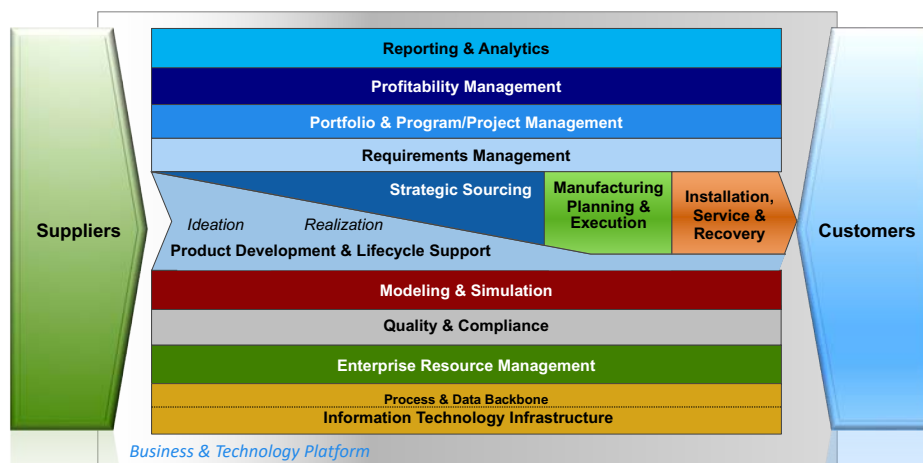 Reporting & Analytics
Profitability Management
Portfolio & Program/Project Management
Requirements Management
Suppliers
Strategic Sourcing
Ideation
Realization
Product Development & Lifecycle Support
Manufacturing
Planning &
Execution
Installation,
Service &
Recovery
Customers
Modeling & Simulation
Quality & Compliance
Enterprise Resource Management
Process & Data Backbone
Information Technology Infrastructure
Business & Technology Platform